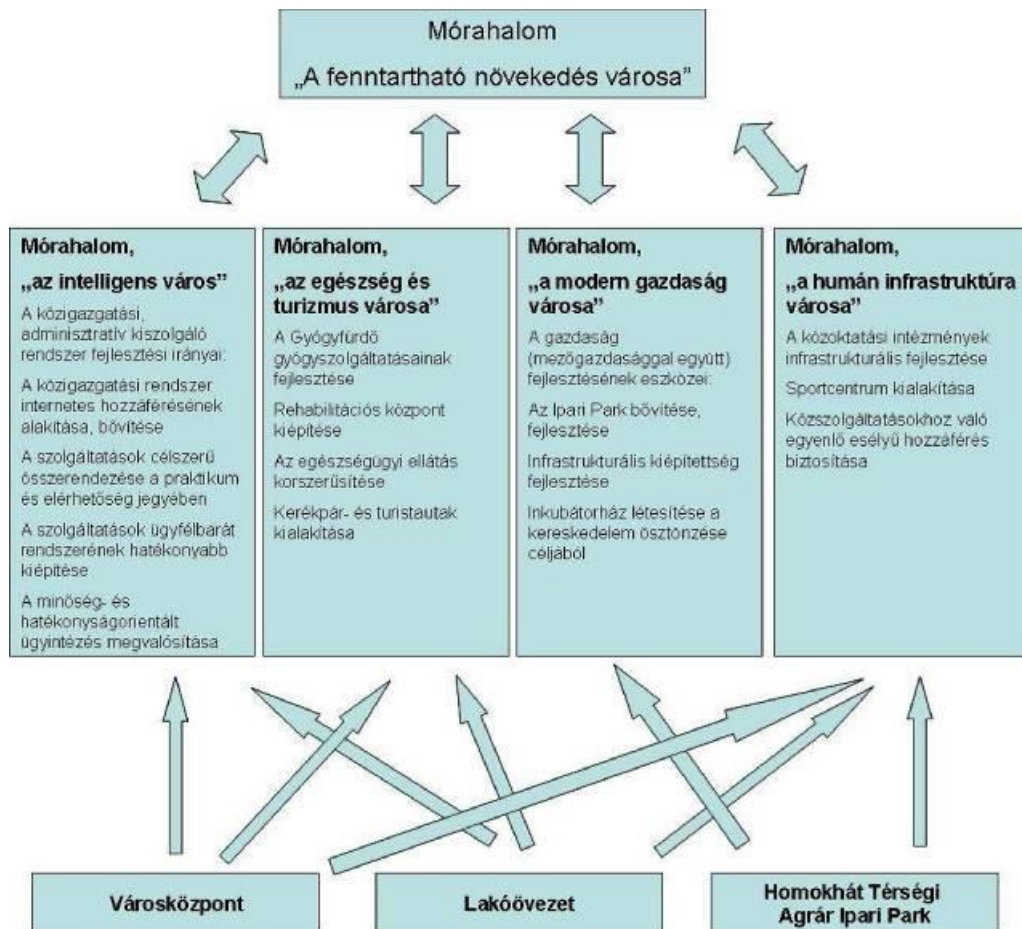 Mórahalom
„A fenntartható növekedés városa”
Mórahalom,
„az intelligens város”
A közigazgatási,
adminisztratív kiszolgáló
rendszer fejlesztési irányai:
A közigazgatási rendszer
internetes hozzáférésének
alakítása, bővítése
A szolgáltatások célszerű
összerendezése a praktikum
és elérhetőség jegyében
A szolgáltatások ügyfélbarát
rendszerének hatékonyabb
kiépítése
A minőség- és
hatékonyságorientált
ügyintézés megvalósítása
Mórahalom,
„az egészség és
turizmus városa”
A Gyógyfürdő
gyógyszolgáltatásainak
fejlesztése
Rehabilitációs központ
kiépítése
Az egészségügyi ellátás
korszerűsítése
Kerékpár- és turistautak
kialakítása
Mórahalom,
„a modern gazdaság
városa”
A gazdaság
(mezőgazdasággal együtt)
fejlesztésének eszközei:
Az Ipari Park bővítése,
fejlesztése
Infrastrukturális kiépítettség
fejlesztése
Inkubátorház létesítése a
kereskedelem ösztönzése
céljából
Mórahalom,
„a humán infrastruktúra
városa”
A közoktatási intézmények
infrastrukturális fejlesztése
Sportcentrum kialakítása
Közszolgáltatásokhoz való
egyenlő esélyű hozzáférés
biztosítása
Városközpont
Lakóövezet
Homokhát Térségi
Agrár Ipari Park